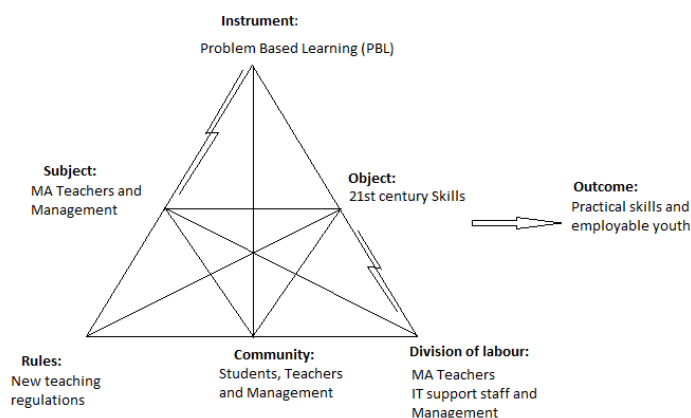 Instrument:
Problem Based Learning (PBL)
Subject:
MA Teachers and
Management
Object:
21st century Skills
Outcome:
Practical skills and
employable youth
Rules:
New teaching
regulations
Community:
Students, Teachers
and Management
Division of labour:
MA Teachers
IT support staff and
Management